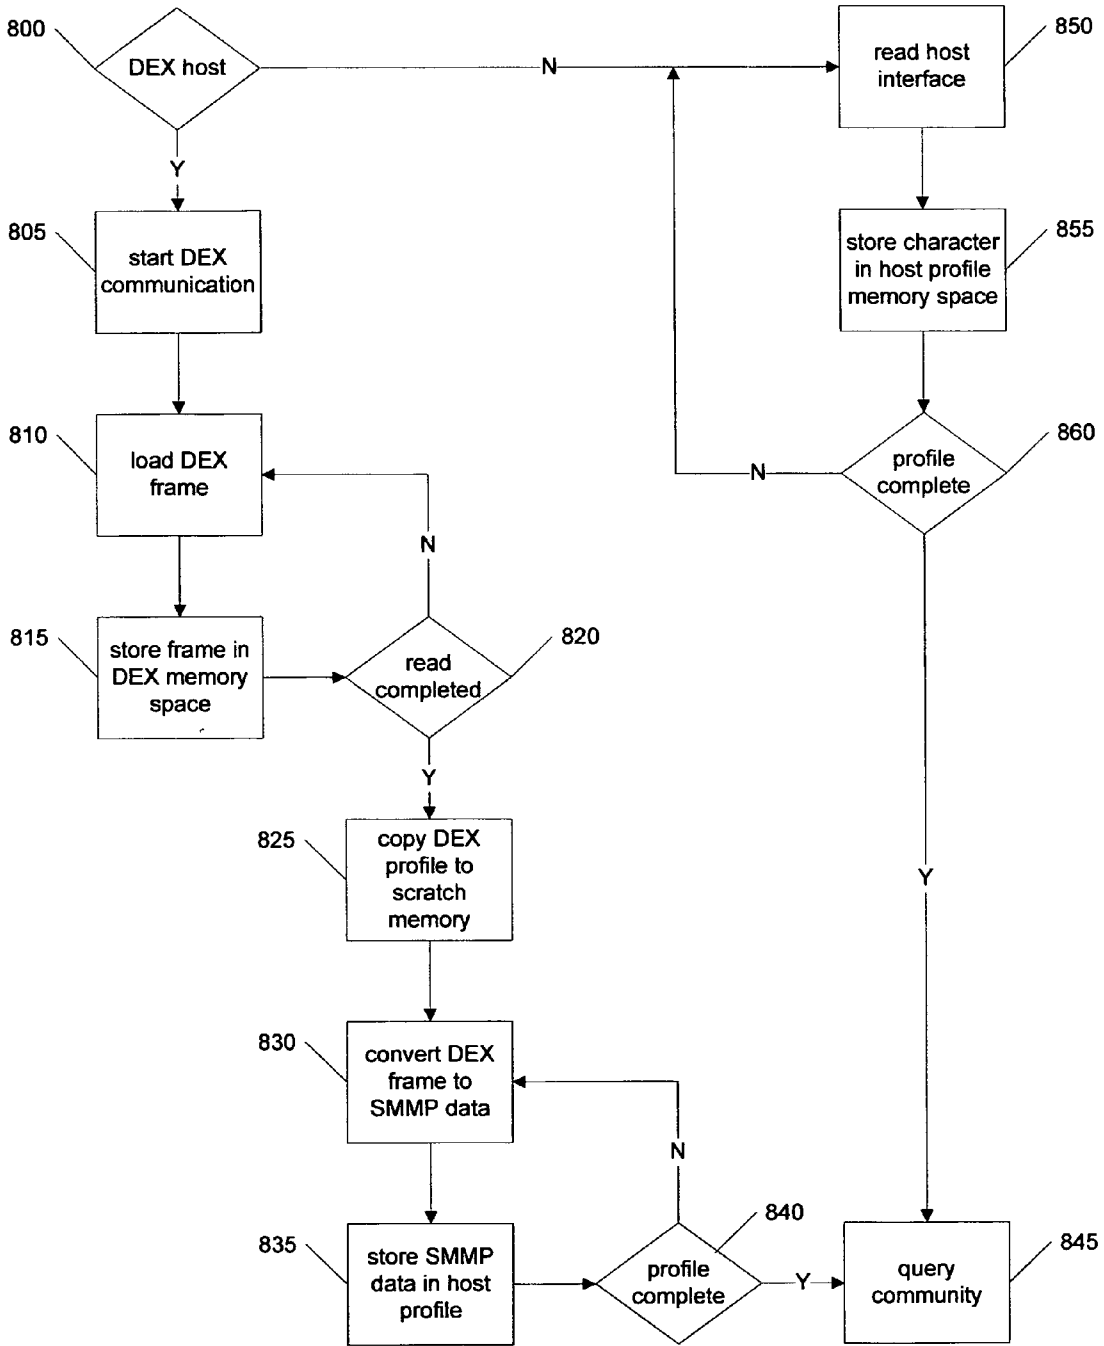 800
DEX host
N
850
read host
interface
Y
805
start DEX
communication
855
store character
in host profile
memory space
810
load DEX
frame
860
profile
complete
N
N
815
store frame in
DEX memory
space
820
read
completed
Y
825
copy DEX
profile to
scratch
memory
Y
830
convert DEX
frame to
SMMP data
N
835
store SMMP
data in host
profile
840
profile
complete
Y
845
query
community